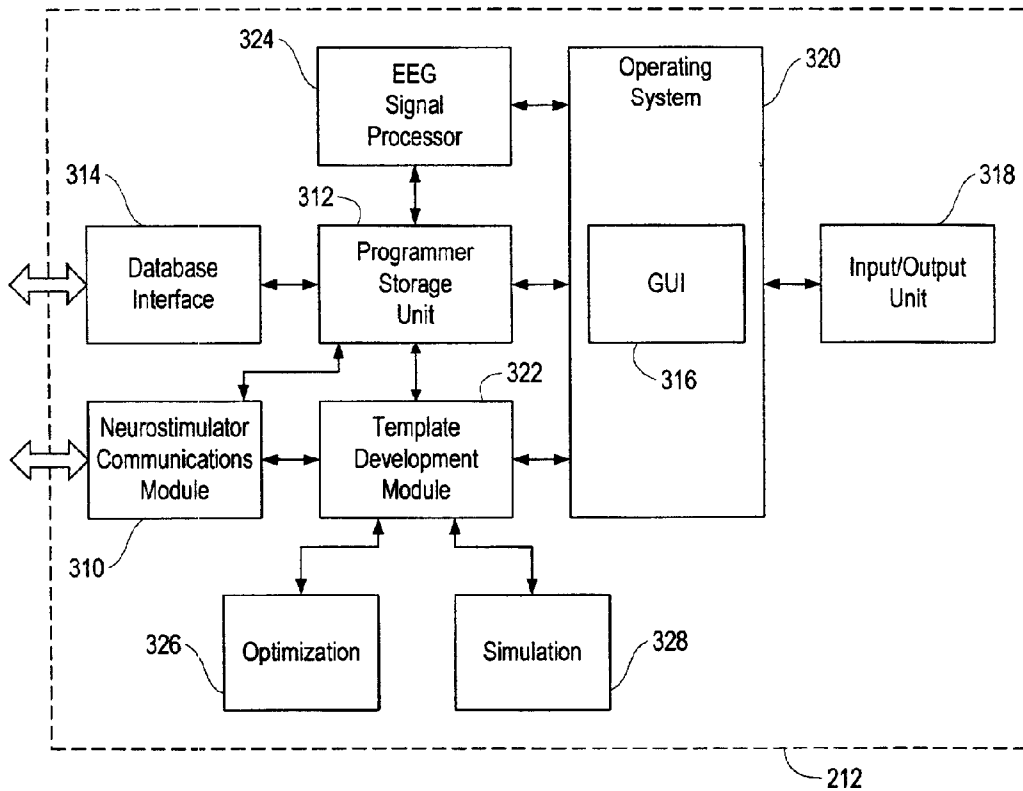 324
EEG
Signal
Processor
Operating
System
320
314
312
318
Database
Interface
Programmer
Storage
Unit
GUI
Input/Output
Unit
322
316
Neurostimulator
Communications
Module
Template
Development
Module
310
326
Optimization
Simulation
328
212